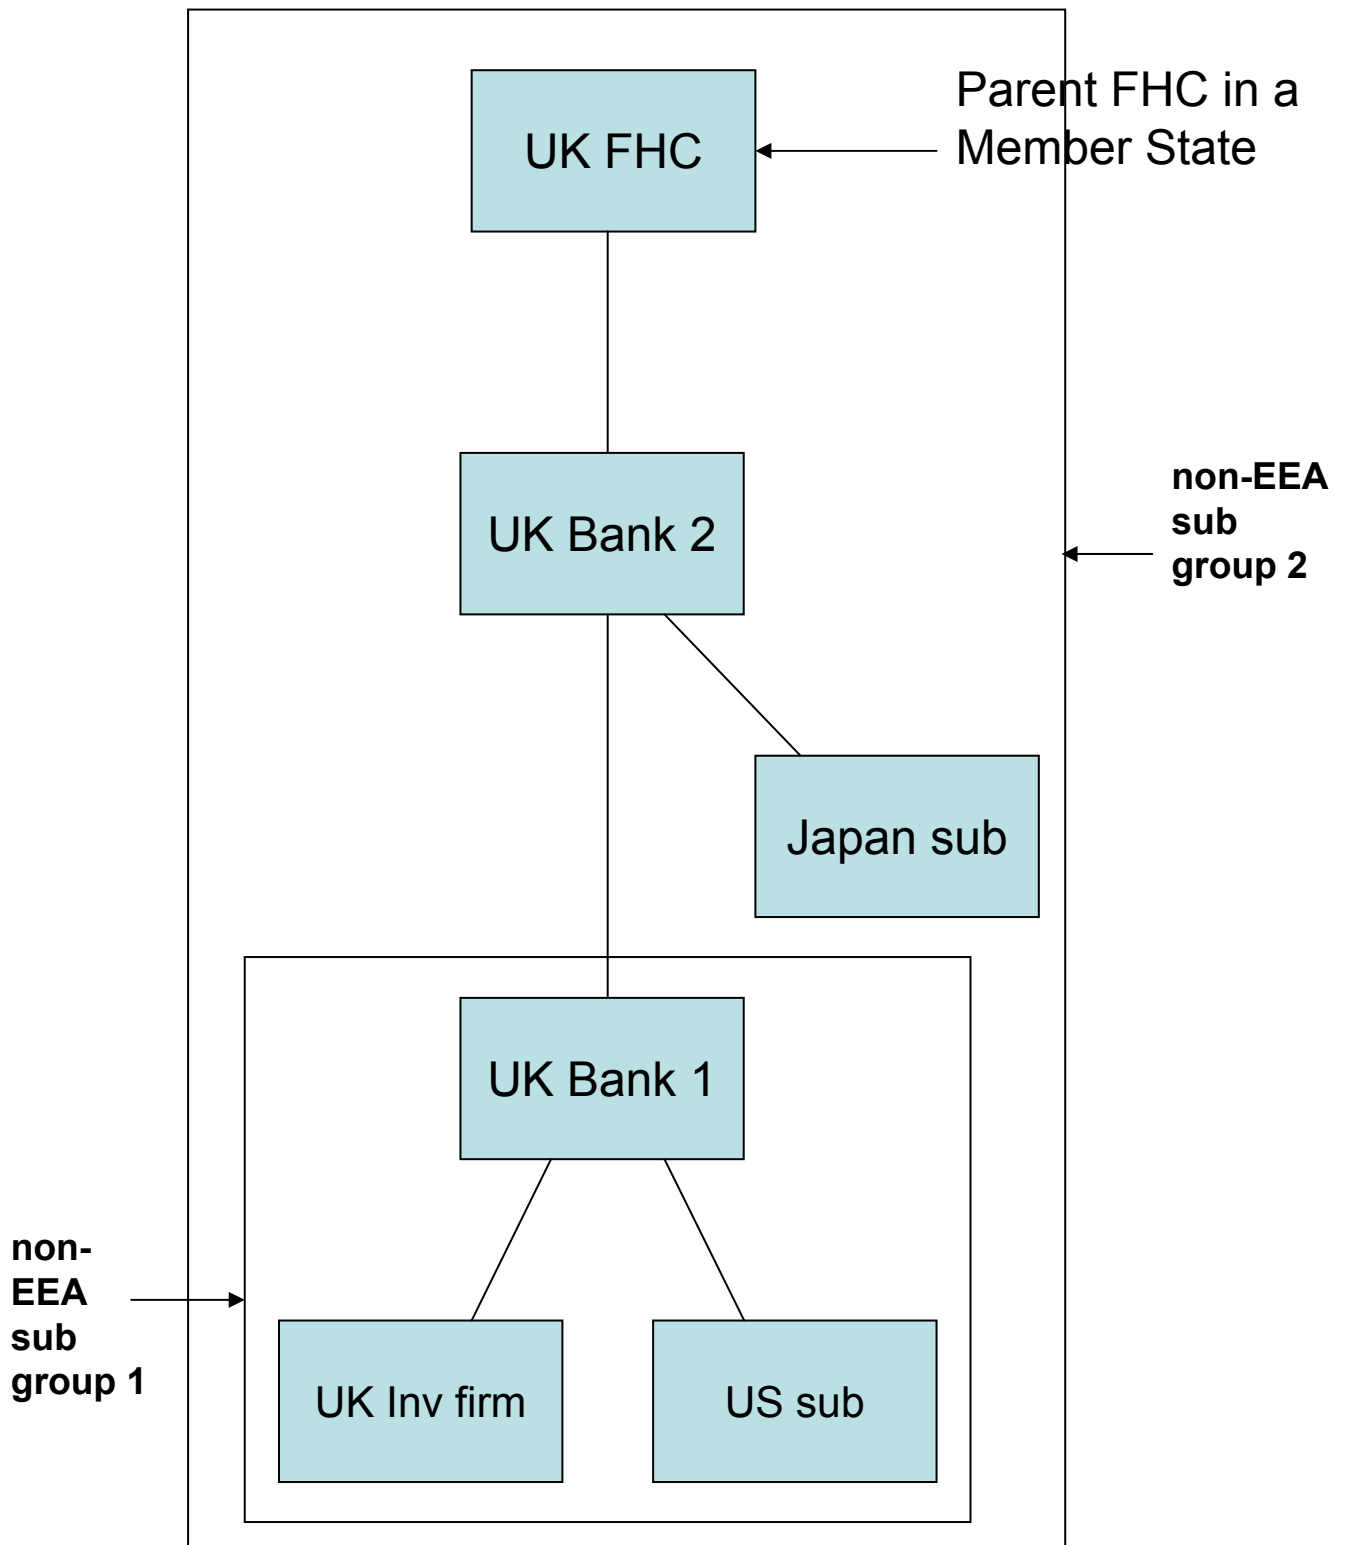 UK FHC
Parent FHC in a
Member State
UK Bank 2
non-EEA
sub
group 2
Japan sub
UK Bank 1
non-
EEA
sub
group 1
UK Inv firm
US sub